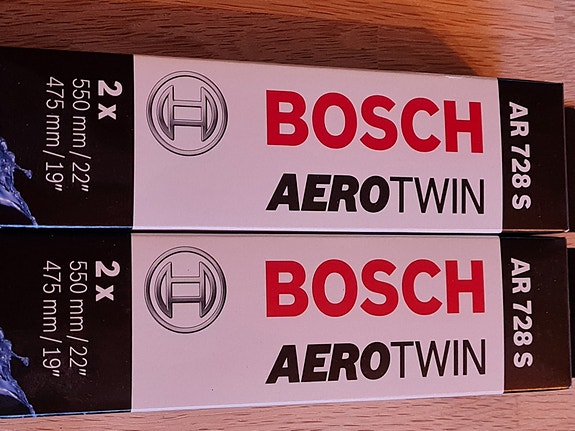 2 x
550 mm / 22"
475 mm / 19"
BOSCH
AEROTWIN
AR 728 S
2 x
550 mm / 22"
475 mm / 19"
BOSCH
AEROTWIN
AR 728 S